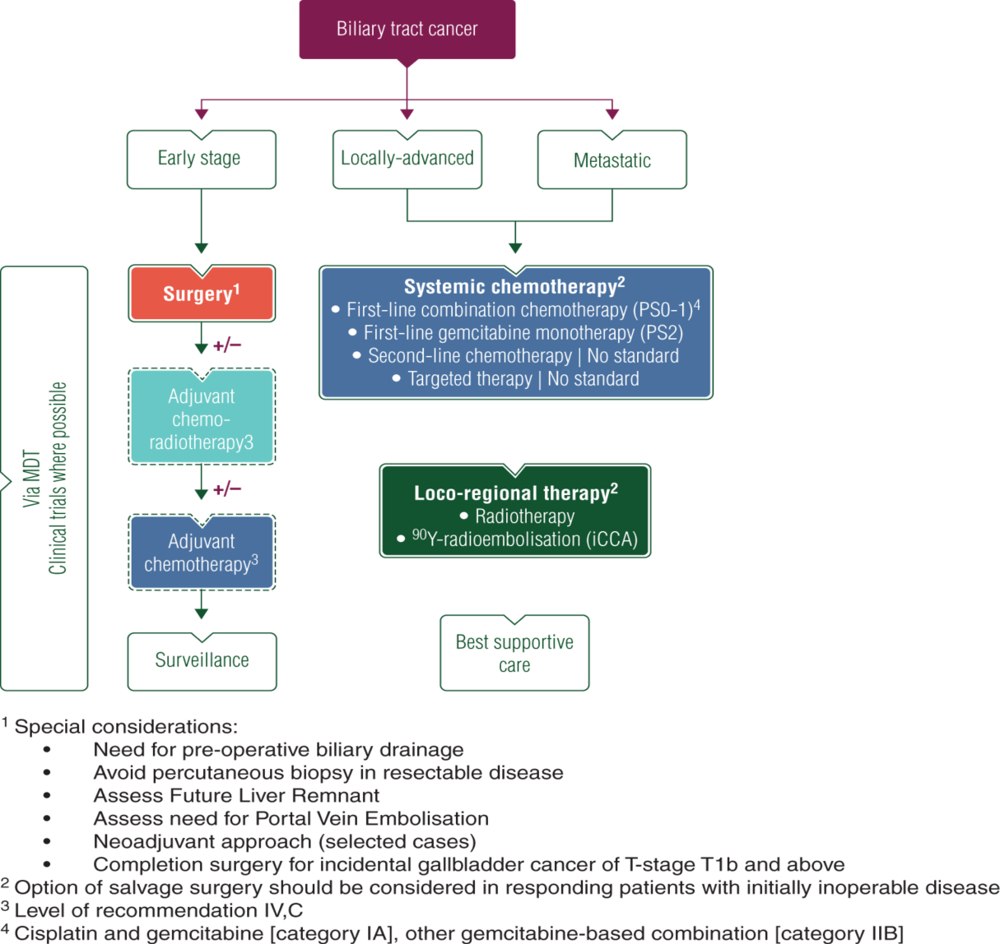 Biliary tract cancer
Early stage
Locally-advanced
Metastatic
Via MDT
Clinical trials where possible
Surgery¹
+/−
Adjuvant
chemo-
radiotherapy3
+/−
Adjuvant
chemotherapy³
Surveillance
Systemic chemotherapy²
• First-line combination chemotherapy (PS0-1)⁴
• First-line gemcitabine monotherapy (PS2)
• Second-line chemotherapy | No standard
• Targeted therapy | No standard
Loco-regional therapy²
• Radiotherapy
• ⁹⁰Y-radioembolisation (iCCA)
Best supportive
care
¹ Special considerations:
• Need for pre-operative biliary drainage
• Avoid percutaneous biopsy in resectable disease
• Assess Future Liver Remnant
• Assess need for Portal Vein Embolisation
• Neoadjuvant approach (selected cases)
• Completion surgery for incidental gallbladder cancer of T-stage T1b and above
² Option of salvage surgery should be considered in responding patients with initially inoperable disease
³ Level of recommendation IV,C
⁴ Cisplatin and gemcitabine [category IA], other gemcitabine-based combination [category IIB]